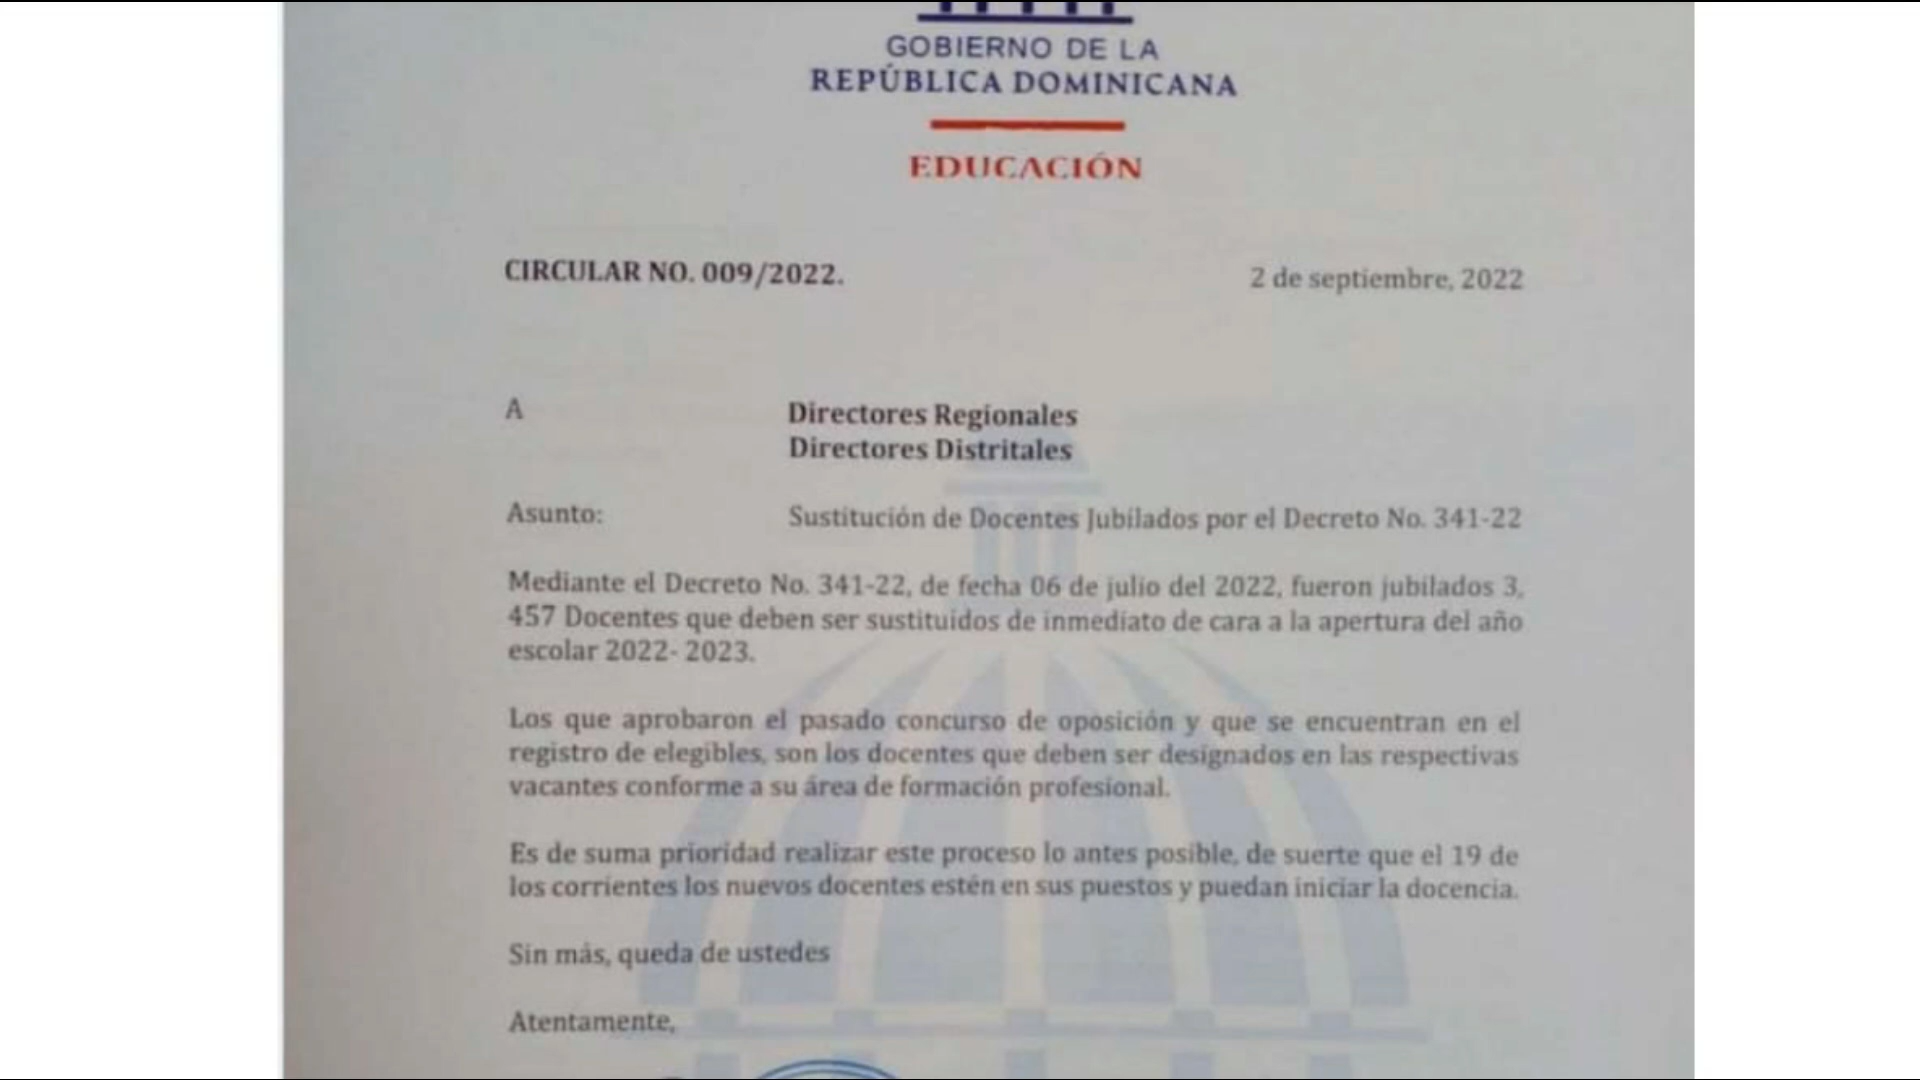 GOBIERNO DE LA
REPÚBLICA DOMINICANA
EDUCACIÓN
CIRCULAR NO. 009/2022.
2 de septiembre, 2022
A
Directores Regionales
Directores Distritales
Asunto:
Sustitución de Docentes Jubilados por el Decreto No. 341-22
Mediante el Decreto No. 341-22, de fecha 06 de julio del 2022, fueron jubilados 3,
457 Docentes que deben ser sustituidos de inmediato de cara a la apertura del año
escolar 2022- 2023.
Los que aprobaron el pasado concurso de oposición y que se encuentran en el
registro de elegibles, son los docentes que deben ser designados en las respectivas
vacantes conforme a su área de formación profesional.
Es de suma prioridad realizar este proceso lo antes posible, de suerte que el 19 de
los corrientes los nuevos docentes estén en sus puestos y puedan iniciar la docencia.
Sin más, queda de ustedes
Atentamente,